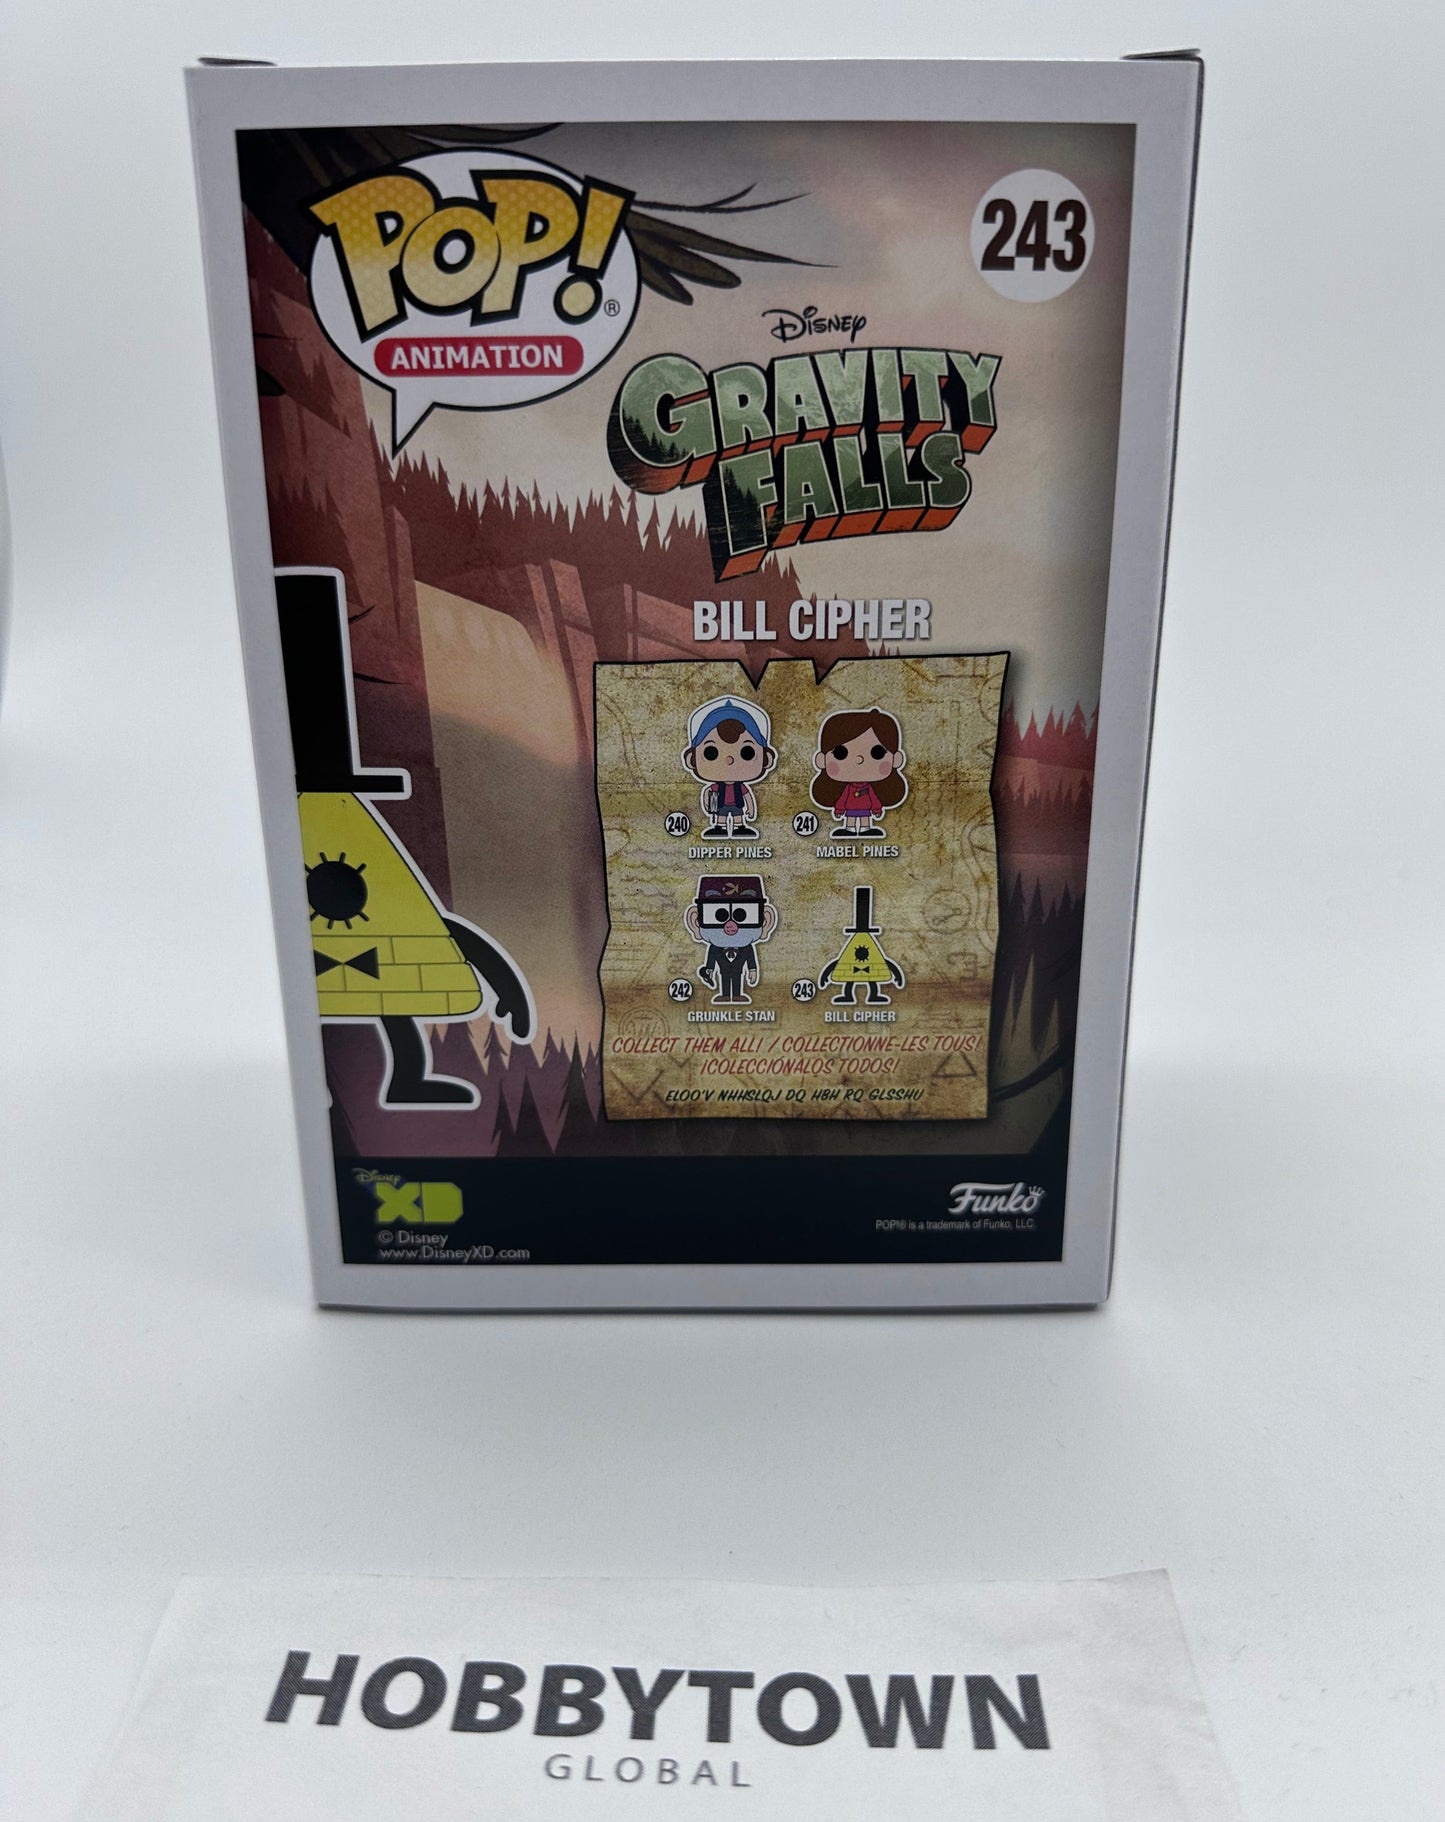 POP!®
ANIMATION
243
Disney
GRAVITY
FALLS
BILL CIPHER
240
DIPPER PINES
241
MABEL PINES
242
GRUNKLE STAN
243
BILL CIPHER
COLLECT THEM ALL! / COLLECTIONNE-LES TOUS!
¡COLECCIÓNALOS TODOS!
ELOO'V NHHSLQJ DQ HBH RQ GLSSHU
Disney
XD
© Disney
www.DisneyXD.com
Funko
POP!® is a trademark of Funko, LLC
HOBBYTOWN
GLOBAL